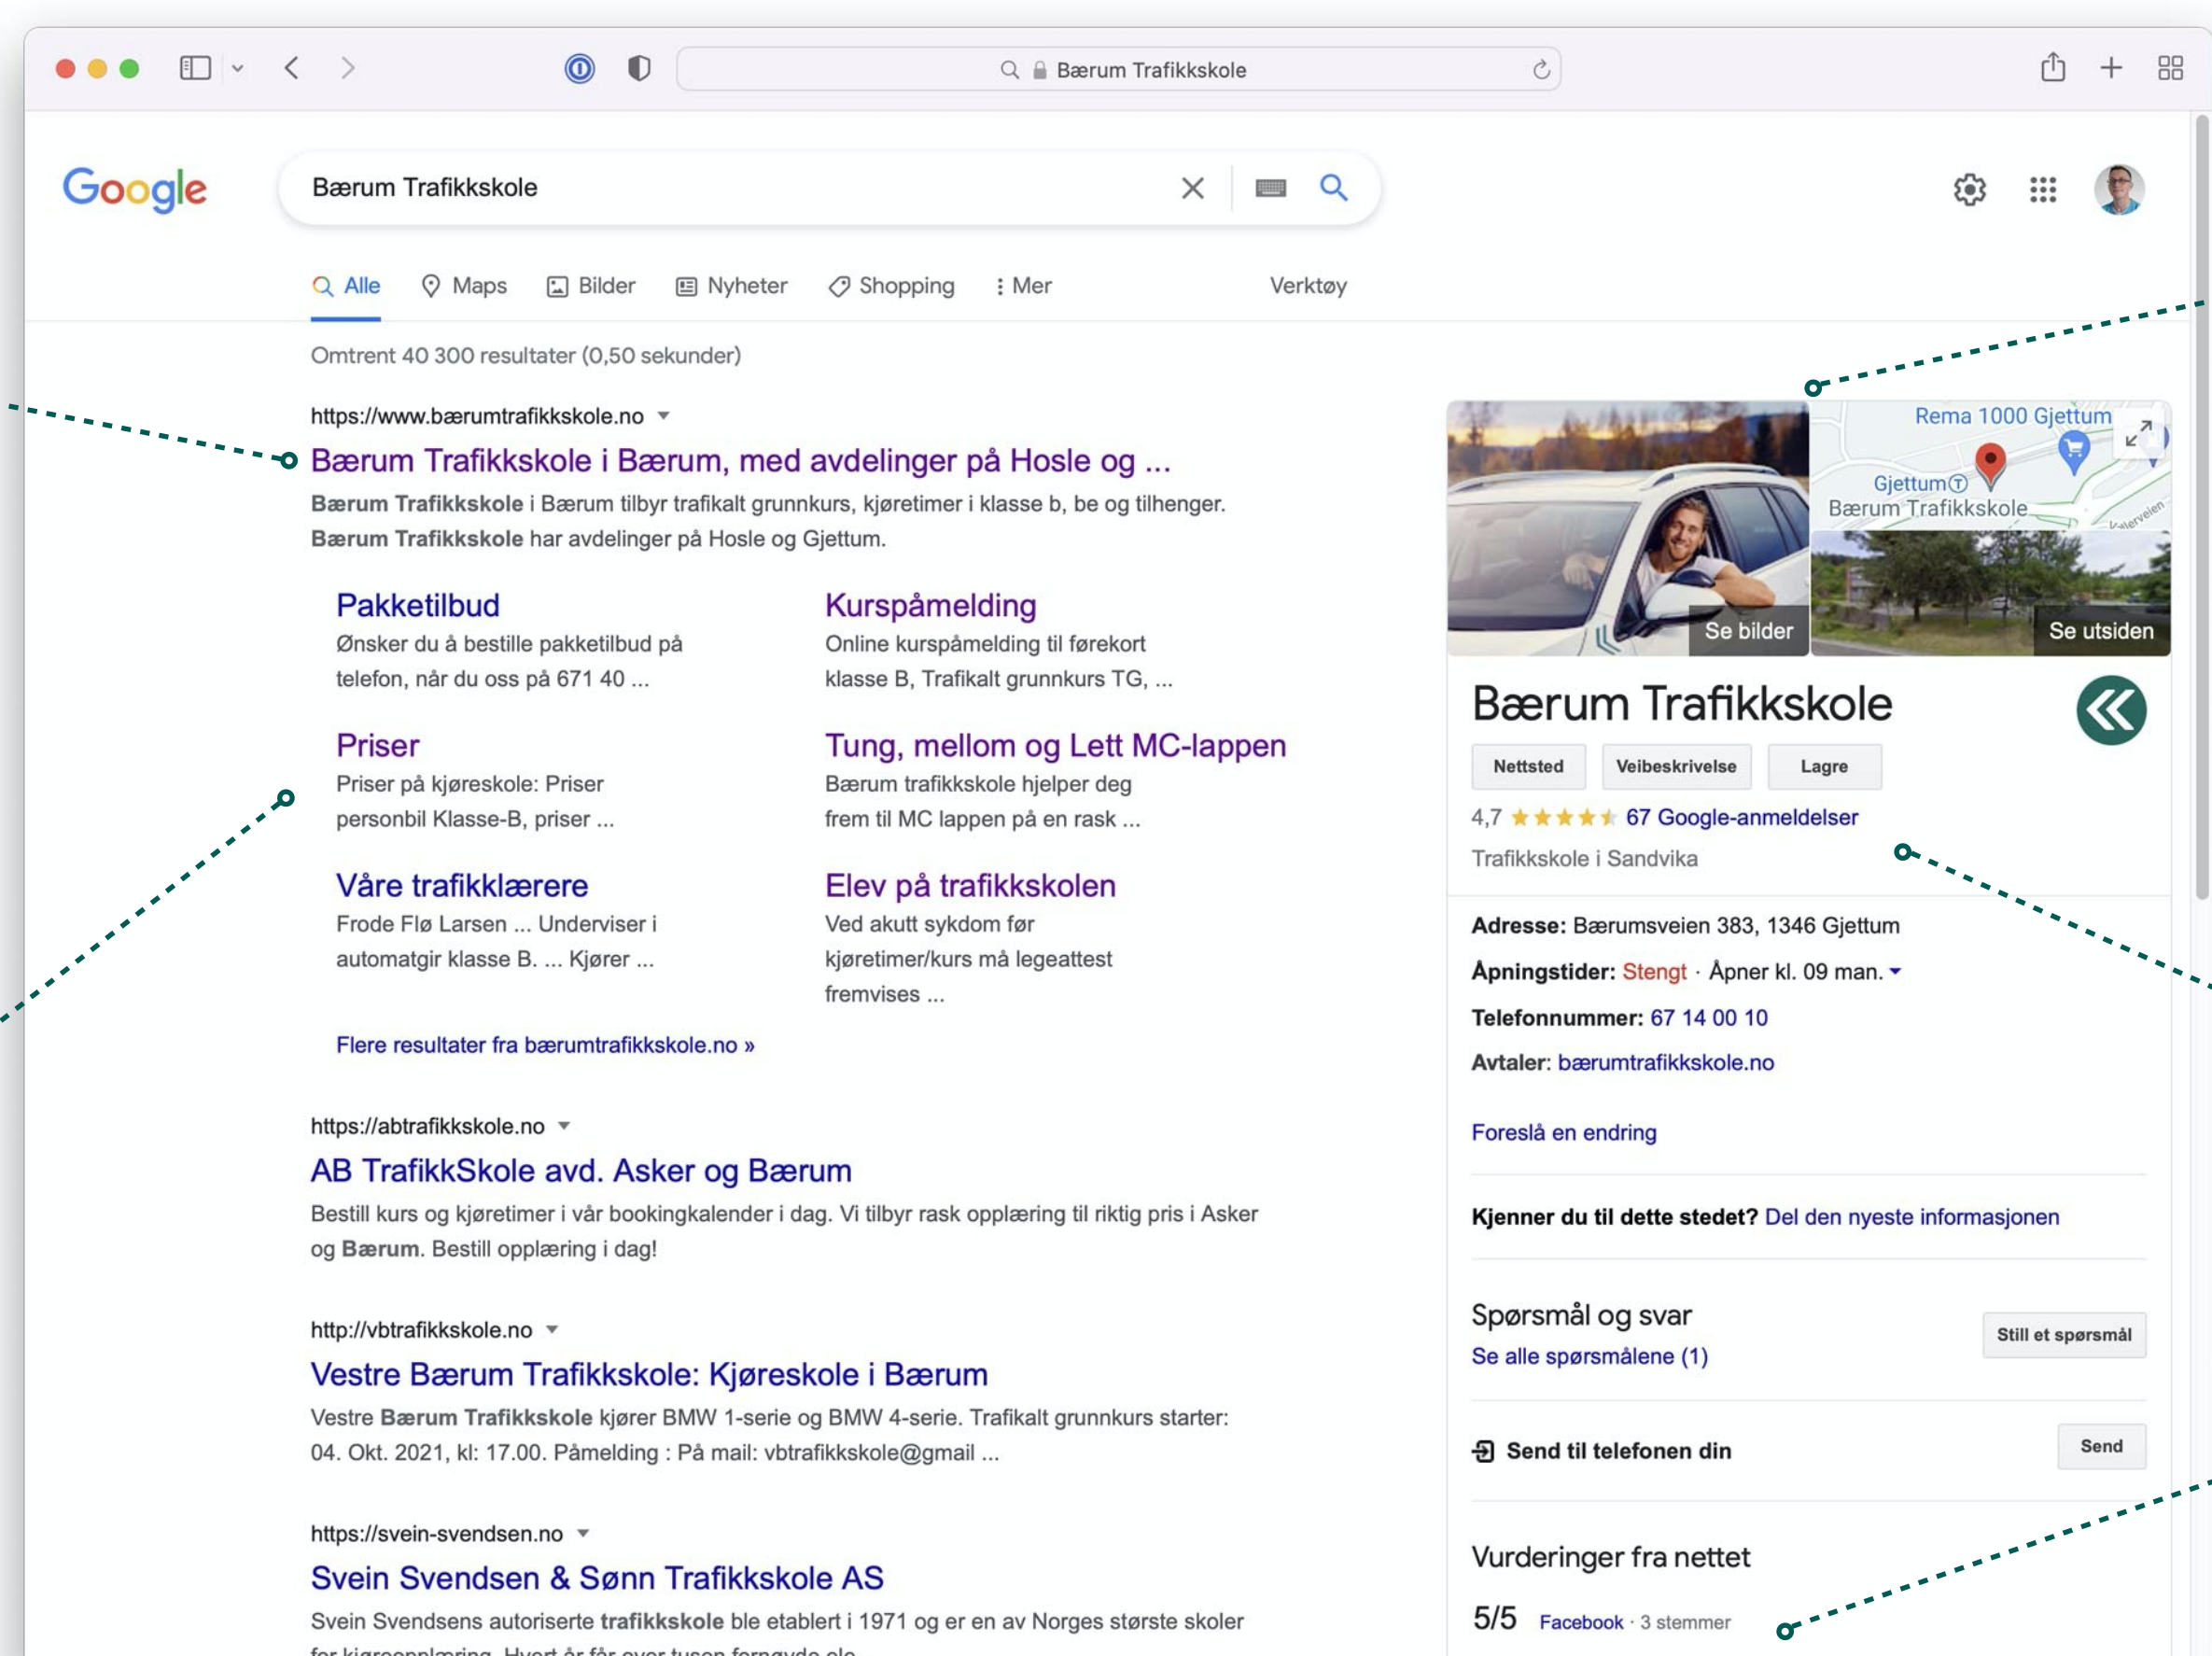 Bærum Trafikkskole
Google
Bærum Trafikkskole
Alle
Maps
Bilder
Nyheter
Shopping
Mer
Verktøy
Omtrent 40 300 resultater (0,50 sekunder)
https://www.bærumtrafikkskole.no
Bærum Trafikkskole i Bærum, med avdelinger på Hosle og ...
Bærum Trafikkskole i Bærum tilbyr trafikalt grunnkurs, kjøretimer i klasse b, be og tilhenger.
Bærum Trafikkskole har avdelinger på Hosle og Gjettum.
Pakketilbud
Ønsker du å bestille pakketilbud på
telefon, når du oss på 671 40 ...
Kurspåmelding
Online kurspåmelding til førekort
klasse B, Trafikalt grunnkurs TG, ...
Priser
Priser på kjøreskole: Priser
personbil Klasse-B, priser ...
Tung, mellom og Lett MC-lappen
Bærum trafikkskole hjelper deg
frem til MC lappen på en rask ...
Våre trafikklærere
Frode Flø Larsen ... Underviser i
automatgir klasse B. ... Kjører ...
Elev på trafikkskolen
Ved akutt sykdom før
kjøretimer/kurs må legeattest
fremvises ...
Flere resultater fra bærumtrafikkskole.no »
https://abtrafikkskole.no
AB TrafikkSkole avd. Asker og Bærum
Bestill kurs og kjøretimer i vår bookingkalender i dag. Vi tilbyr rask opplæring til riktig pris i Asker
og Bærum. Bestill opplæring i dag!
http://vbtrafikkskole.no
Vestre Bærum Trafikkskole: Kjøreskole i Bærum
Vestre Bærum Trafikkskole kjører BMW 1-serie og BMW 4-serie. Trafikalt grunnkurs starter:
04. Okt. 2021, kl: 17.00. Påmelding : På mail: vbtrafikkskole@gmail ...
https://svein-svendsen.no
Svein Svendsen & Sønn Trafikkskole AS
Svein Svendsens autoriserte trafikkskole ble etablert i 1971 og er en av Norges største skoler
Rema 1000 Gjettum
Gjettum
Bærum Trafikkskole
Se bilder
Se utsiden
Bærum Trafikkskole
Nettsted
Veibeskrivelse
Lagre
4,7 67 Google-anmeldelser
Trafikkskole i Sandvika
Adresse: Bærumsveien 383, 1346 Gjettum
Åpningstider: Stengt · Åpner kl. 09 man.
Telefonnummer: 67 14 00 10
Avtaler: bærumtrafikkskole.no
Foreslå en endring
Kjenner du til dette stedet? Del den nyeste informasjonen
Spørsmål og svar
Se alle spørsmålene (1)
Still et spørsmål
Send til telefonen din
Send
Vurderinger fra nettet
5/5 Facebook · 3 stemmer